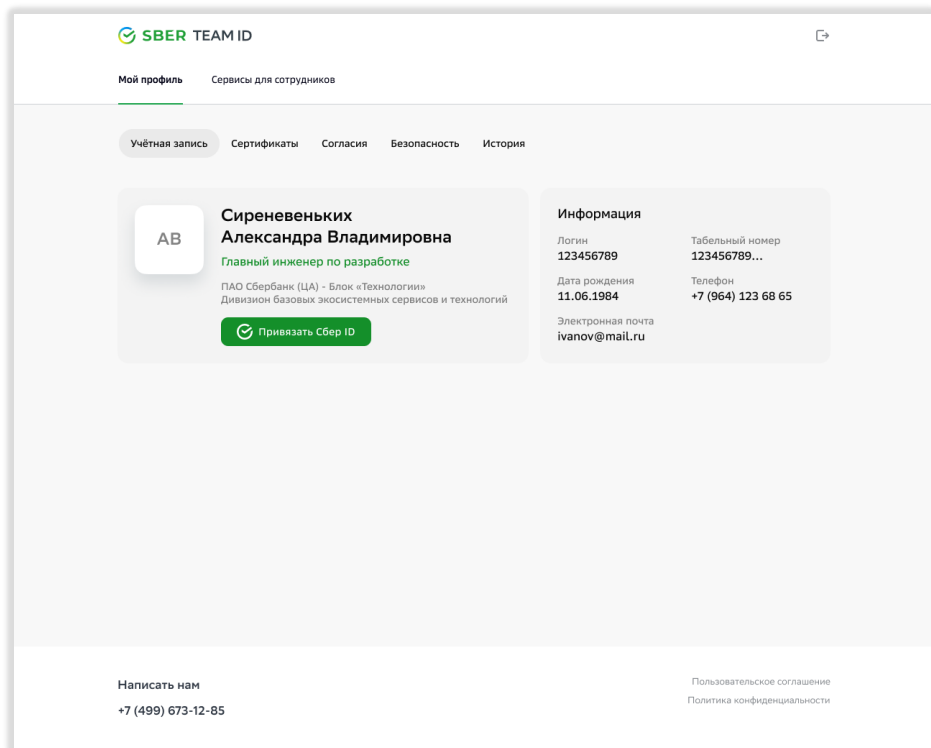 SBER TEAM ID
Мой профиль Сервисы для сотрудников
Учётная запись Сертификаты Согласия Безопасность История
АВ
Сиреневеньких
Александра Владимировна
Главный инженер по разработке
ПАО Сбербанк (ЦА) - Блок «Технологии»
Дивизион базовых экосистемных сервисов и технологий
Привязать Сбер ID
Информация
Логин Табельный номер
123456789 123456789...
Дата рождения Телефон
11.06.1984 +7 (964) 123 68 65
Электронная почта
ivanov@mail.ru
Написать нам
+7 (499) 673-12-85
Пользовательское соглашение
Политика конфиденциальности